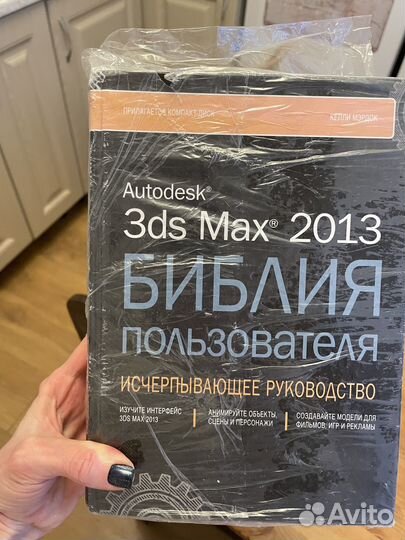 ПРИЛАГАЕТСЯ КОМПАКТ-ДИСК
КЕЛЛИ МЭРДОК
Autodesk®
3ds Max® 2013
БИБЛИЯ
ПОЛЬЗОВАТЕЛЯ
ИСЧЕРПЫВАЮЩЕЕ РУКОВОДСТВО
ИЗУЧИТЕ ИНТЕРФЕЙС
3DS MAX 2013
АНИМИРУЙТЕ ОБЪЕКТЫ,
СЦЕНЫ И ПЕРСОНАЖИ
СОЗДАВАЙТЕ МОДЕЛИ ДЛЯ
ФИЛЬМОВ, ИГР И РЕКЛАМЫ
Avito